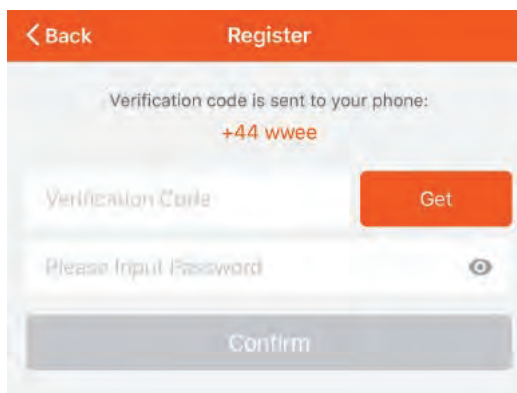 Back Register
Verification code is sent to your phone:
+44 wwee
Verification Code Get
Please Input Password
Confirm